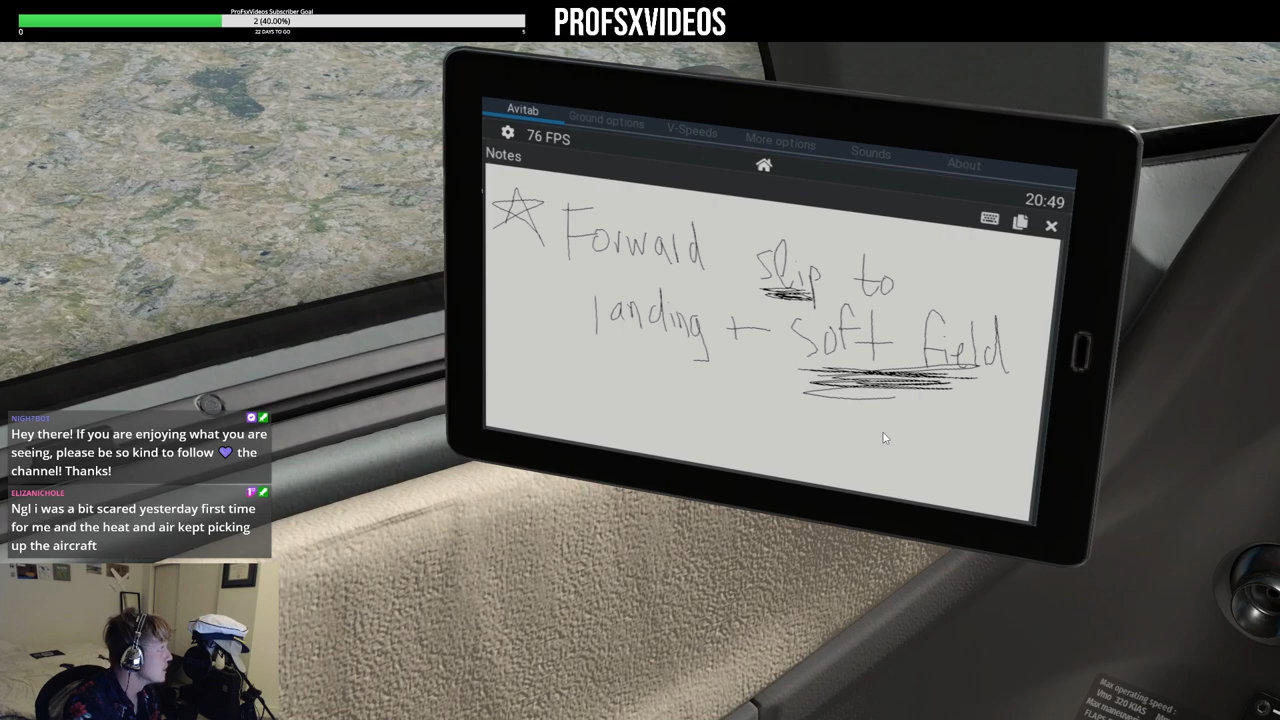 ProFsxVideos Subscriber Goal
2 (40.00%)
0
5
22 DAYS TO GO
PROFSXVIDEOS
Avitab
Ground options
V-Speeds
More options
Sounds
About
76 FPS
Notes
20:49
Forward slip to
landing + soft field
NIGHTBOT
Hey there! If you are enjoying what you are
seeing, please be so kind to follow 💜 the
channel! Thanks!
ELIZANICHOLE
Ngl i was a bit scared yesterday first time
for me and the heat and air kept picking
up the aircraft
Max operating speed :
Vmo 320 KIAS